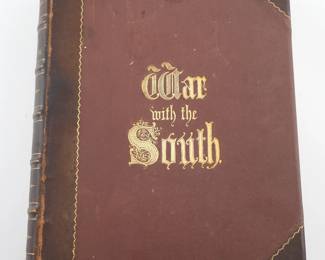 War
with the
South.